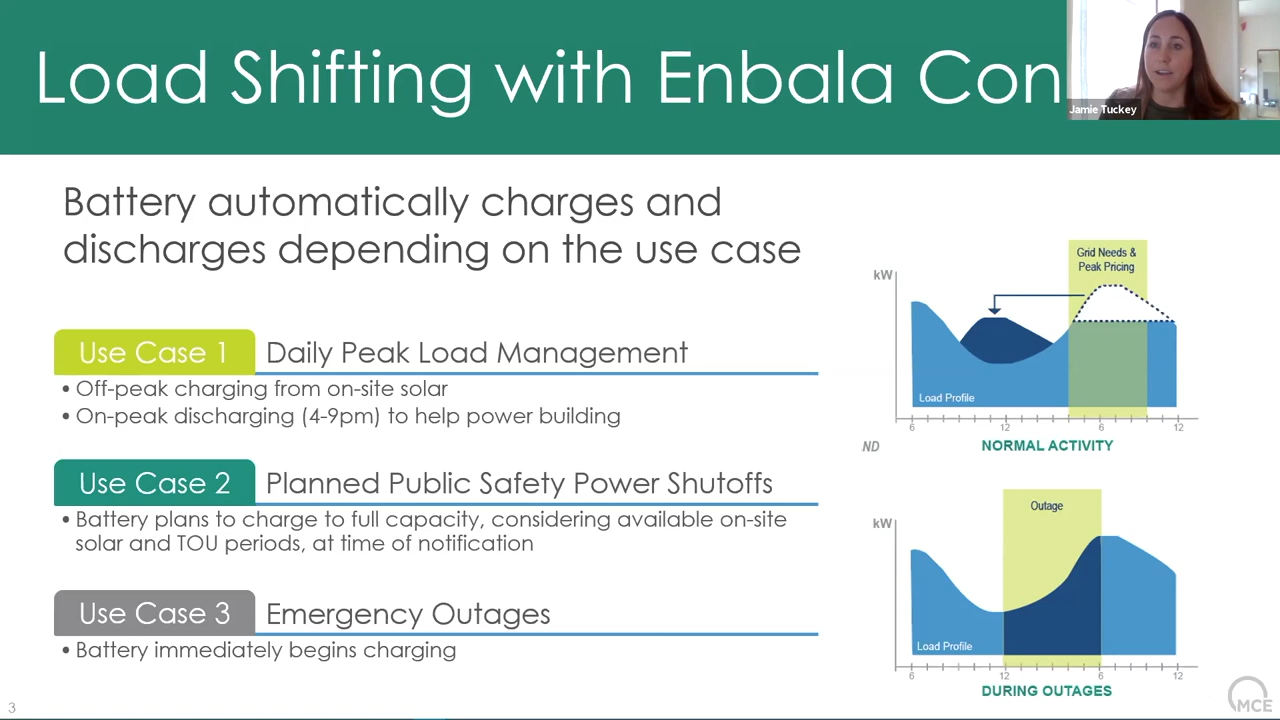 Load Shifting with Enbala Con
Jamie Tuckey
Battery automatically charges and
discharges depending on the use case
Use Case 1 Daily Peak Load Management
• Off-peak charging from on-site solar
• On-peak discharging (4-9pm) to help power building
Use Case 2 Planned Public Safety Power Shutoffs
• Battery plans to charge to full capacity, considering available on-site
solar and TOU periods, at time of notification
Use Case 3 Emergency Outages
• Battery immediately begins charging
Grid Needs &
Peak Pricing
kW
Load Profile
6 12 6 12
ND
NORMAL ACTIVITY
Outage
kW
Load Profile
6 12 6 12
DURING OUTAGES
3
MCE